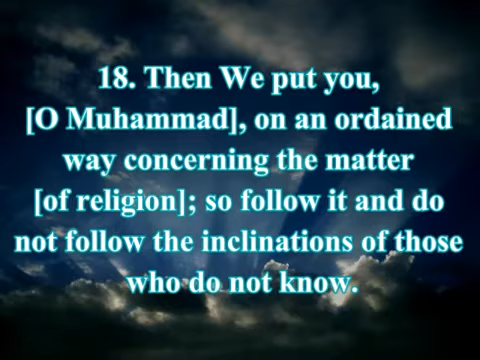 18. Then We put you,
[O Muhammad], on an ordained
way concerning the matter
[of religion]; so follow it and do
not follow the inclinations of those
who do not know.